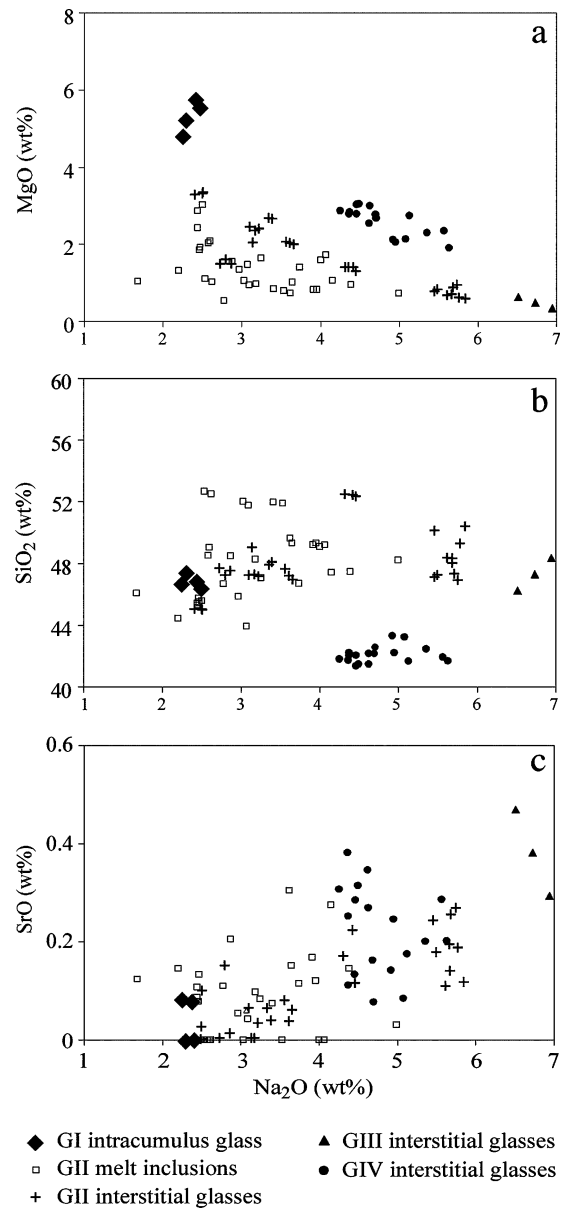 a
MgO (wt%)
8
6
4
2
0
1 2 3 4 5 6 7
b
SiO₂ (wt%)
60
56
52
48
44
40
1 2 3 4 5 6 7
c
SrO (wt%)
0.6
0.4
0.2
0
1 2 3 4 5 6 7
Na₂O (wt%)
GI intracumulus glass
GII melt inclusions
GII interstitial glasses
GIII interstitial glasses
GIV interstitial glasses